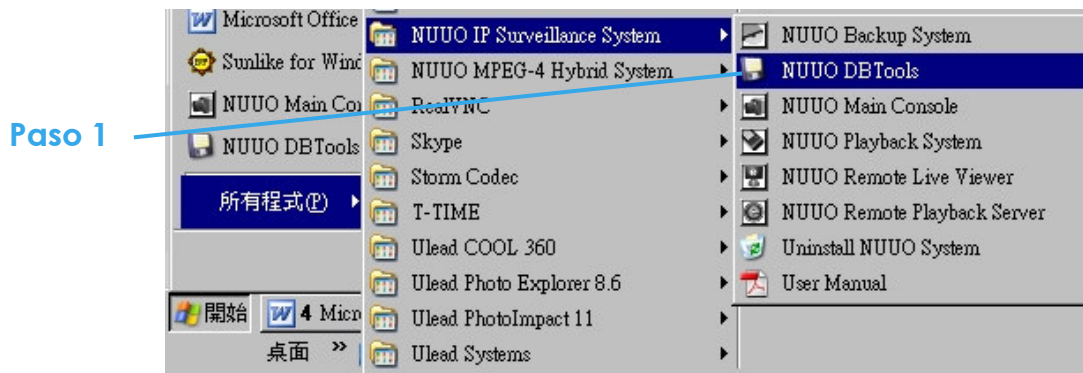 Microsoft Office
Sunlike for Wind
NUUO Main Con
NUUO DBTools
所有程式(P)
開始
4 Micr
桌面 »
NUUO IP Surveillance System
NUUO MPEG-4 Hybrid System
RealVNC
Skype
Storm Codec
T-TIME
Ulead COOL 360
Ulead Photo Explorer 8.6
Ulead PhotoImpact 11
Ulead Systems
NUUO Backup System
NUUO DBTools
NUUO Main Console
NUUO Playback System
NUUO Remote Live Viewer
NUUO Remote Playback Server
Uninstall NUUO System
User Manual
Paso 1